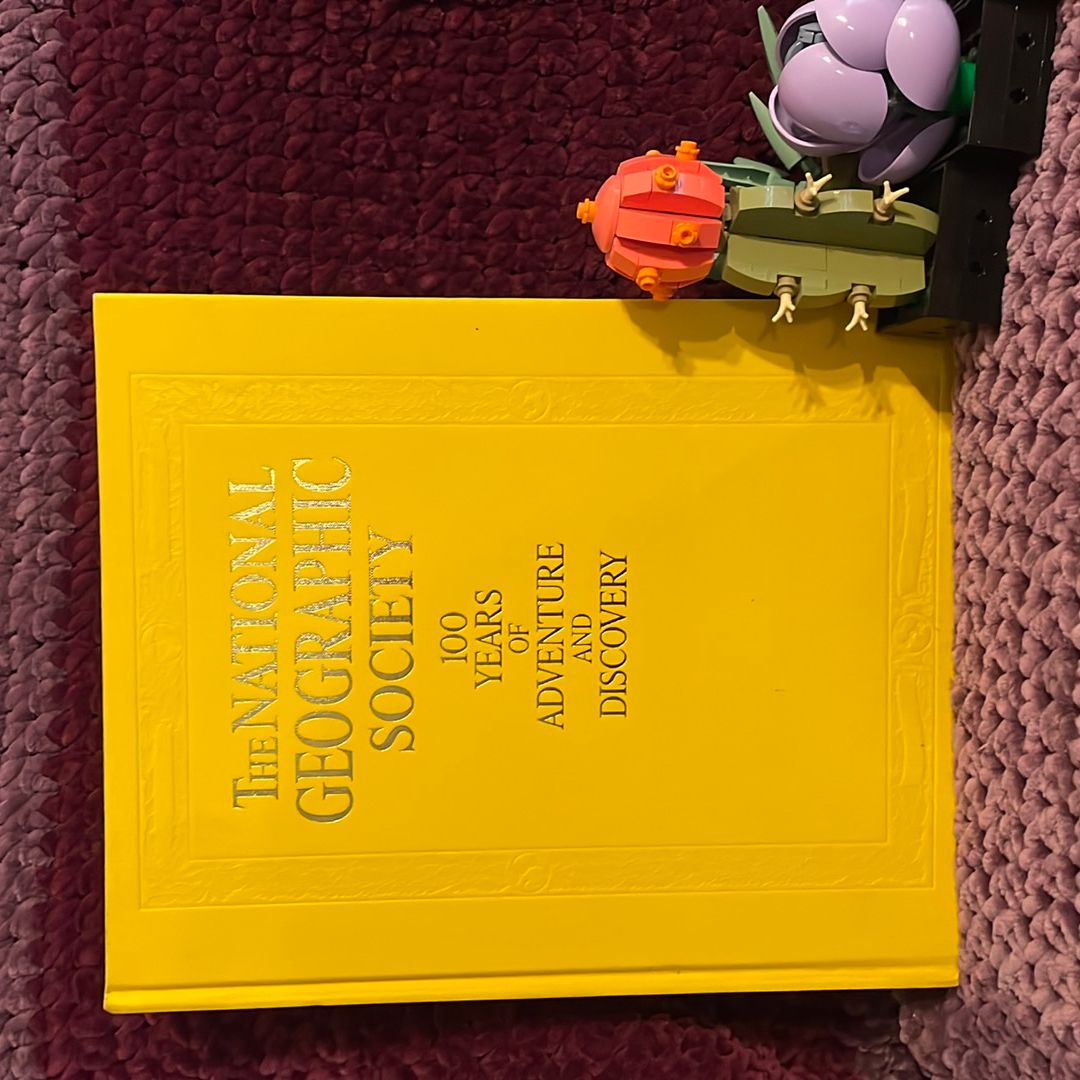 THE NATIONAL
GEOGRAPHIC
SOCIETY
100
YEARS
OF
ADVENTURE
AND
DISCOVERY